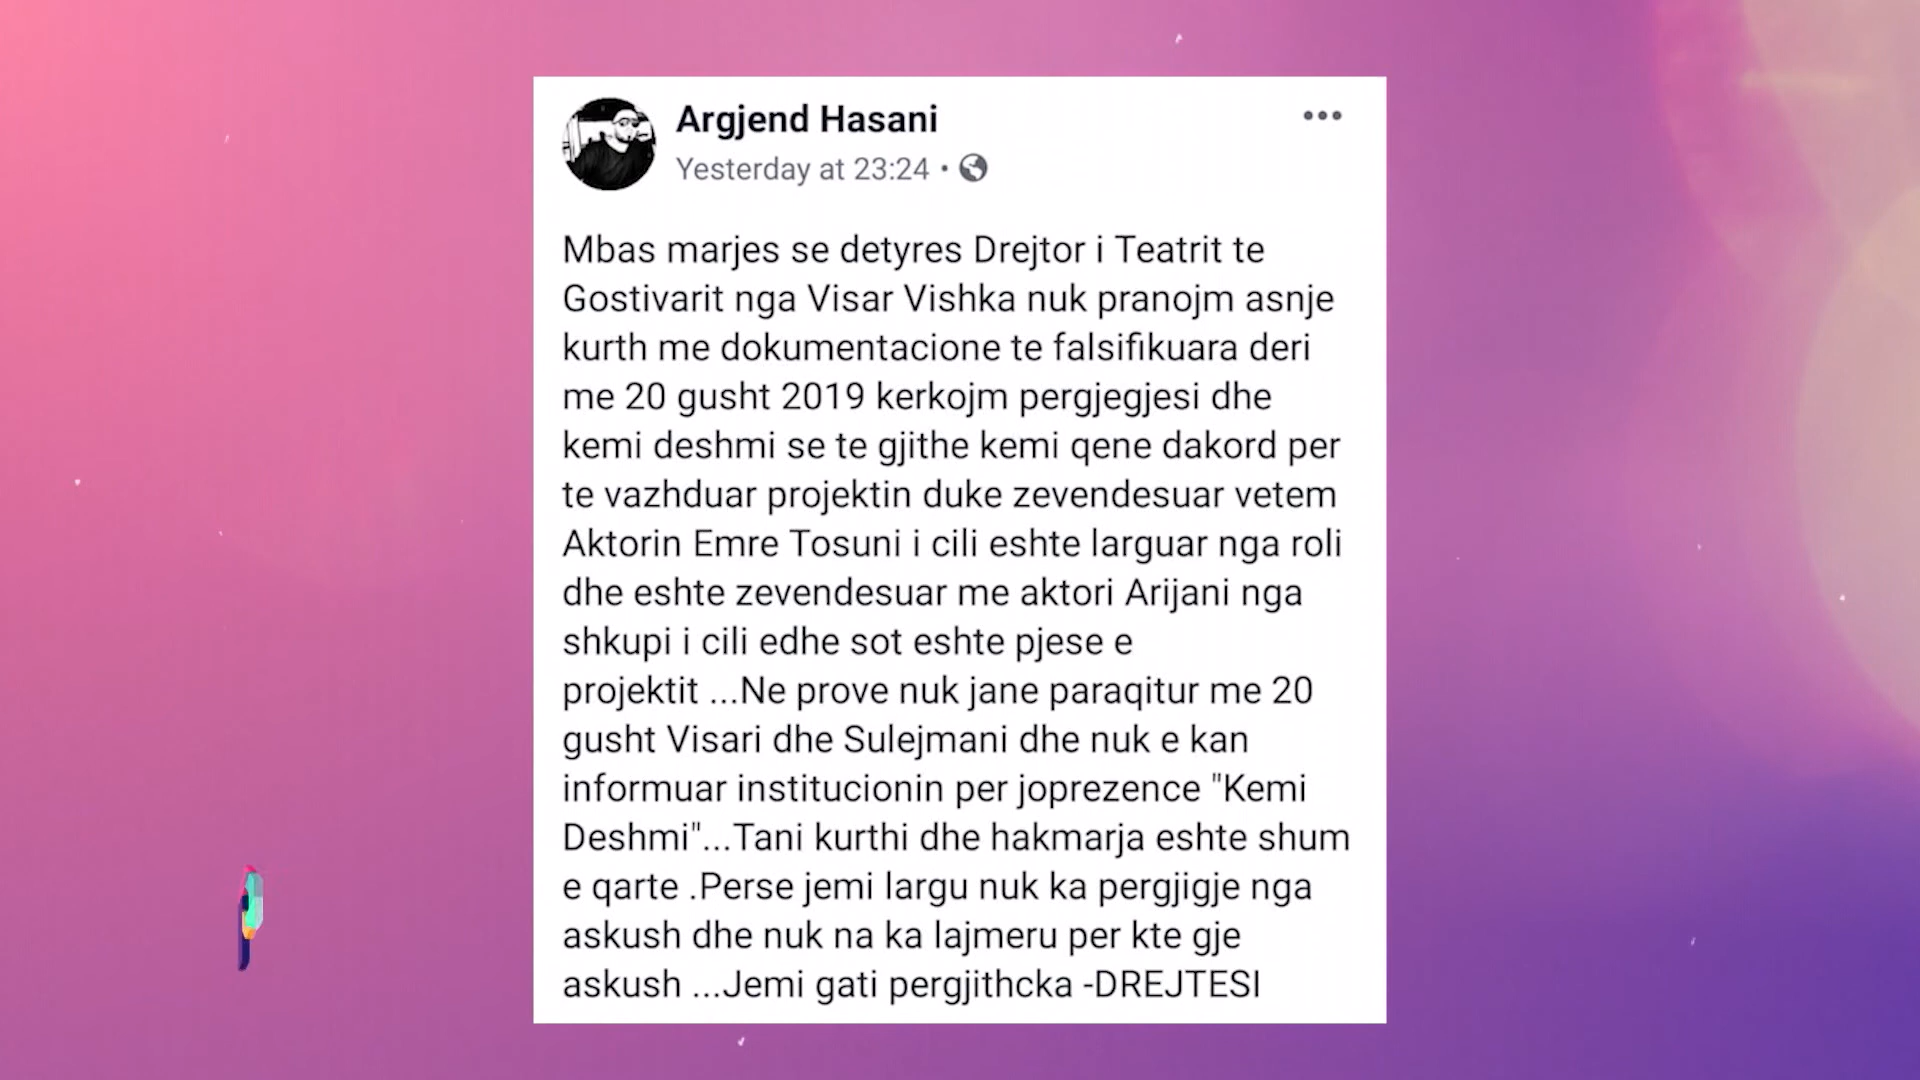 Argjend Hasani
Yesterday at 23:24 •
Mbas marjes se detyres Drejtor i Teatrit te
Gostivarit nga Visar Vishka nuk pranojm asnje
kurth me dokumentacione te falsifikuara deri
me 20 gusht 2019 kerkojm pergjegjesi dhe
kemi deshmi se te gjithe kemi qene dakord per
te vazhduar projektin duke zevendesuar vetem
Aktorin Emre Tosuni i cili eshte larguar nga roli
dhe eshte zevendesuar me aktori Arijani nga
shkupi i cili edhe sot eshte pjese e
projektit ...Ne prove nuk jane paraqitur me 20
gusht Visari dhe Sulejmani dhe nuk e kan
informuar institucionin per joprezence "Kemi
Deshmi"...Tani kurthi dhe hakmarja eshte shum
e qarte .Perse jemi largu nuk ka pergjigje nga
askush dhe nuk na ka lajmeru per kte gje
askush ...Jemi gati pergjithcka -DREJTESI